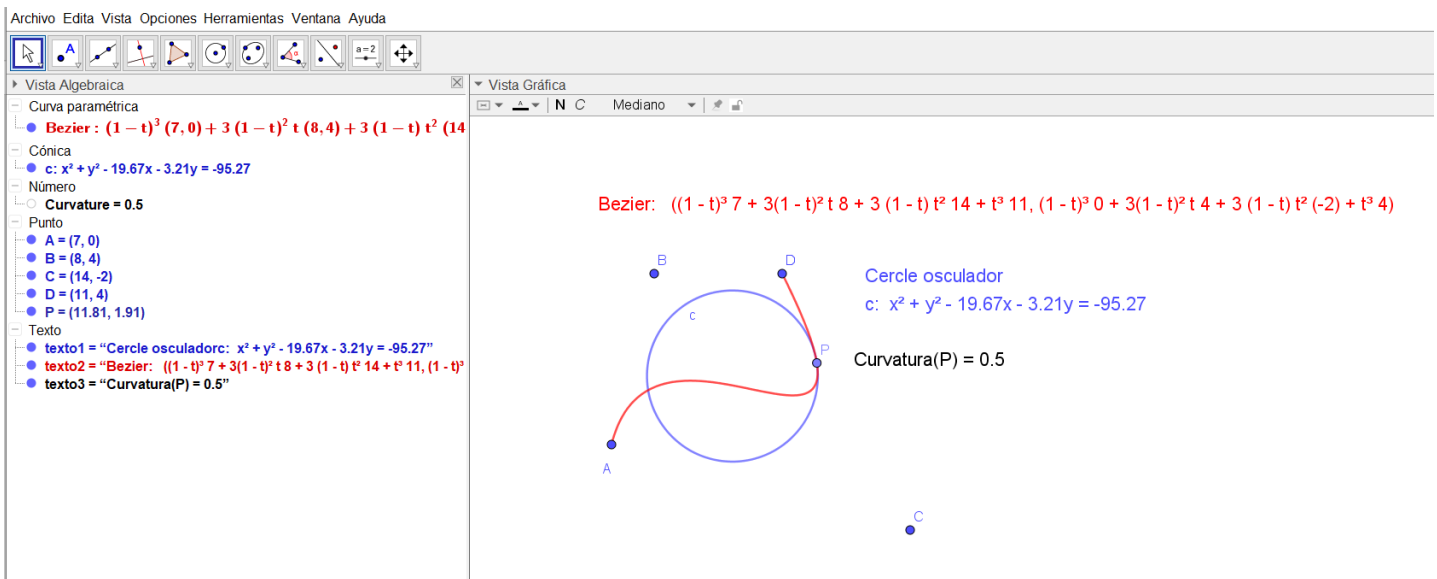 Archivo Edita Vista Opciones Herramientas Ventana Ayuda
A
α
a=2
Vista Algebraica
Vista Gráfica
A N C Mediano
Curva paramétrica
Bezier : (1 − t)³ (7, 0) + 3 (1 − t)² t (8, 4) + 3 (1 − t) t² (14
Cónica
c: x² + y² - 19.67x - 3.21y = -95.27
Número
Curvature = 0.5
Punto
A = (7, 0)
B = (8, 4)
C = (14, -2)
D = (11, 4)
P = (11.81, 1.91)
Texto
texto1 = “Cercle osculadorc: x² + y² - 19.67x - 3.21y = -95.27”
texto2 = “Bezier: ((1 - t)³ 7 + 3(1 - t)² t 8 + 3 (1 - t) t² 14 + t³ 11, (1 - t)³
texto3 = “Curvatura(P) = 0.5”
Bezier: ((1 - t)³ 7 + 3(1 - t)² t 8 + 3 (1 - t) t² 14 + t³ 11, (1 - t)³ 0 + 3(1 - t)² t 4 + 3 (1 - t) t² (-2) + t³ 4)
B
D
Cercle osculador
c: x² + y² - 19.67x - 3.21y = -95.27
c
P
Curvatura(P) = 0.5
A
C